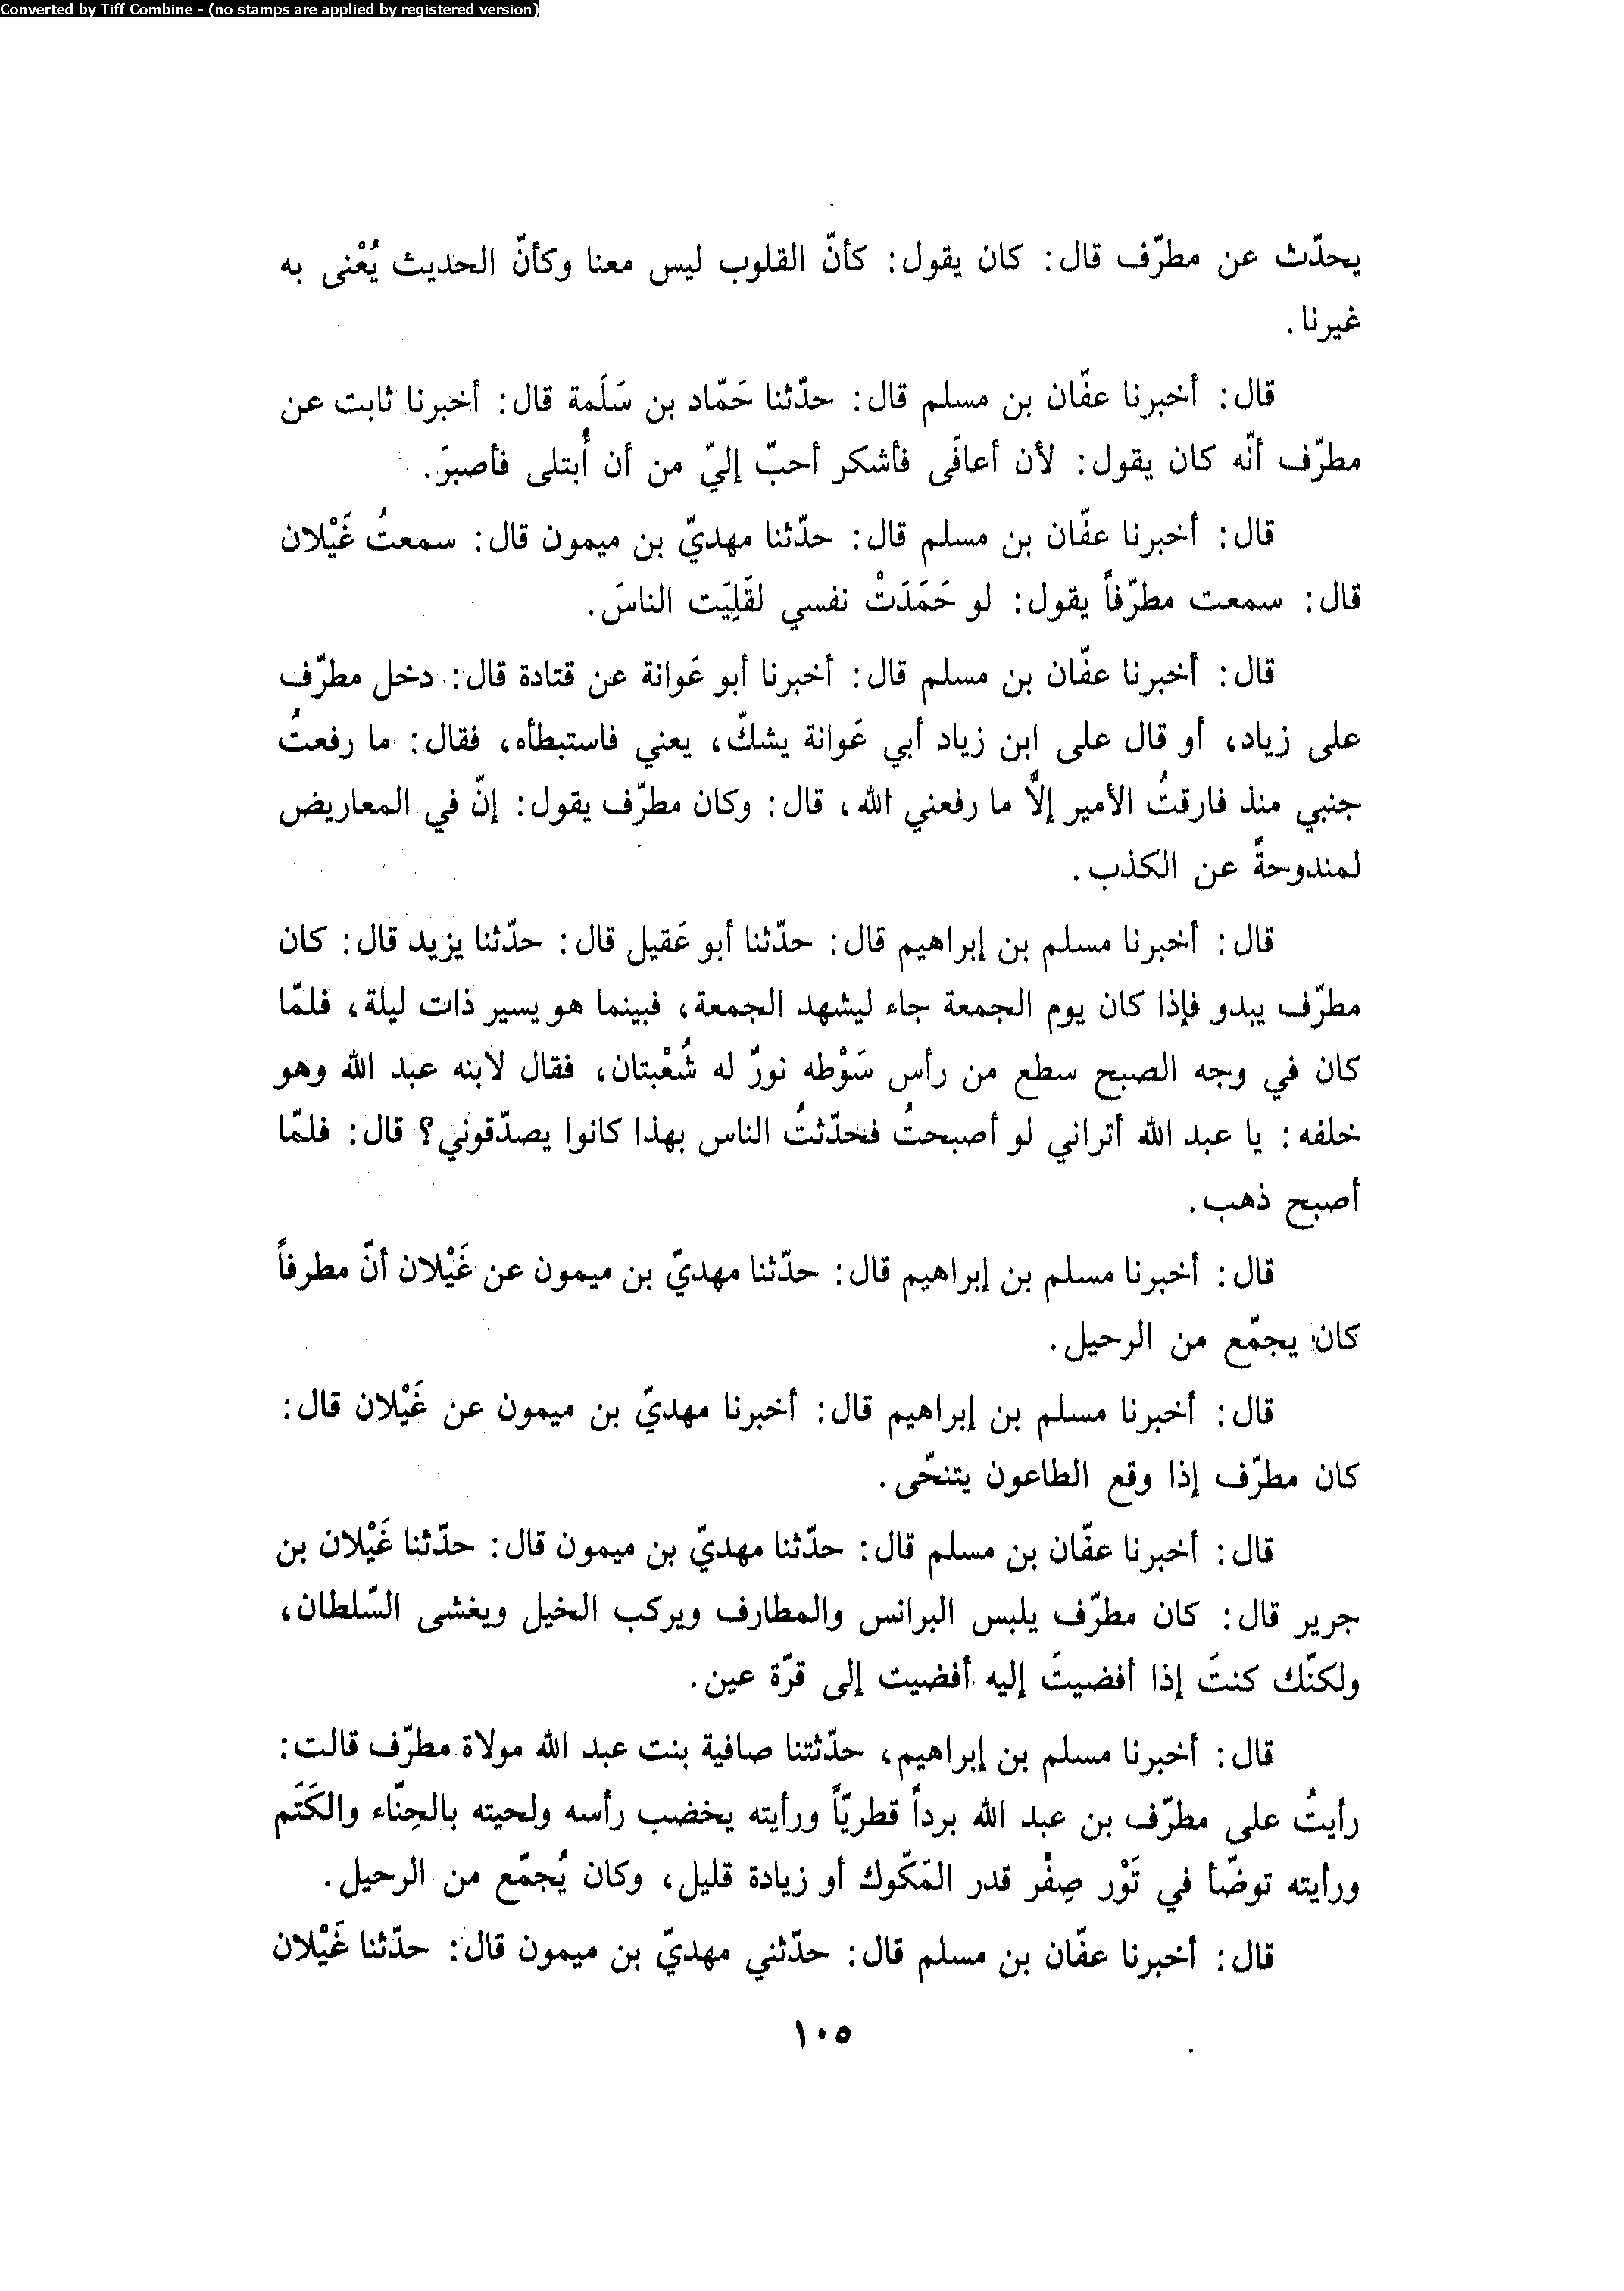 Converted by Tiff Combine - (no stamps are applied by registered version)
يحدّث عن مطرّف قال: كان يقول: كأنّ القلوب ليس معنا وكأنّ الحديث يُعْنى به
غيرنا.
قال: أخبرنا عفّان بن مسلم قال: حدّثنا حَمّاد بن سَلَمة قال: أخبرنا ثابت عن
مطرّف أنّه كان يقول: لأن أعافَى فأشكر أحبّ إليّ من أن أُبتلى فأصبرَ.
قال: أخبرنا عفّان بن مسلم قال: حدّثنا مهديّ بن ميمون قال: سمعتُ غَيْلان
قال: سمعت مطرّفاً يقول: لو حَمَدَتْ نفسي لقَلِيَت الناسَ.
قال: أخبرنا عفّان بن مسلم قال: أخبرنا أبو عَوانة عن قتادة قال: دخل مطرّف
على زياد، أو قال على ابن زياد أبي عَوانة يشكّ، يعني فاستبطأه، فقال: ما رفعتُ
جنبي منذ فارقتُ الأمير إلاَّ ما رفعني الله، قال: وكان مطرّف يقول: إنّ في المعاريض
لمندوحةً عن الكذب.
قال: أخبرنا مسلم بن إبراهيم قال: حدّثنا أبو عَقيل قال: حدّثنا يزيد قال: كان
مطرّف يبدو فإذا كان يوم الجمعة جاء ليشهد الجمعة، فبينما هو يسير ذات ليلة، فلمّا
كان في وجه الصبح سطع من رأس سَوْطه نورٌ له شُعْبتان، فقال لابنه عبد الله وهو
خلفه: يا عبد الله أتراني لو أصبحتُ فحدّثتُ الناس بهذا كانوا يصدّقوني؟ قال: فلمّا
أصبح ذهب.
قال: أخبرنا مسلم بن إبراهيم قال: حدّثنا مهديّ بن ميمون عن غَيْلان أنّ مطرفاً
كان يجمّع من الرحيل.
قال: أخبرنا مسلم بن إبراهيم قال: أخبرنا مهديّ بن ميمون عن غَيْلان قال:
كان مطرّف إذا وقع الطاعون يتنحّى.
قال: أخبرنا عفّان بن مسلم قال: حدّثنا مهديّ بن ميمون قال: حدّثنا غَيْلان بن
جرير قال: كان مطرّف يلبس البرانس والمطارف ويركب الخيل ويغشى السّلطان،
ولكنّك كنتَ إذا أفضيتَ إليه أفضيت إلى قرّة عين.
قال: أخبرنا مسلم بن إبراهيم، حدّثتنا صافية بنت عبد الله مولاة مطرّف قالت:
رأيتُ على مطرّف بن عبد الله برداً قطريّاً ورأيته يخضب رأسه ولحيته بالحِنّاء والكَتَم
ورأيته توضّأ في تَوْر صِفْر قدر المَكّوك أو زيادة قليل، وكان يُجمّع من الرحيل.
قال: أخبرنا عفّان بن مسلم قال: حدّثني مهديّ بن ميمون قال: حدّثنا غَيْلان
١٠٥